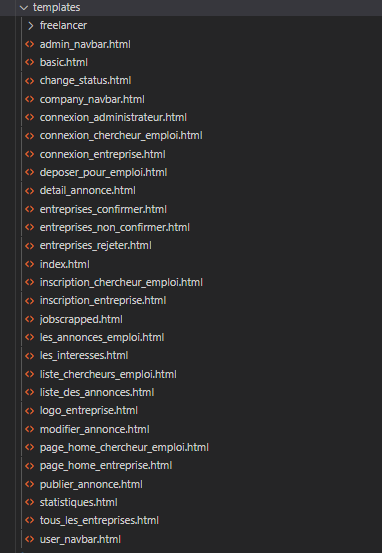 templates
freelancer
admin_navbar.html
basic.html
change_status.html
company_navbar.html
connexion_administrateur.html
connexion_chercheur_emploi.html
connexion_entreprise.html
deposer_pour_emploi.html
detail_annonce.html
entreprises_confirmer.html
entreprises_non_confirmer.html
entreprises_rejeter.html
index.html
inscription_chercheur_emploi.html
inscription_entreprise.html
jobscrapped.html
les_annonces_emploi.html
les_interesses.html
liste_chercheurs_emploi.html
liste_des_annonces.html
logo_entreprise.html
modifier_annonce.html
page_home_chercheur_emploi.html
page_home_entreprise.html
publier_annonce.html
statistiques.html
tous_les_entreprises.html
user_navbar.html